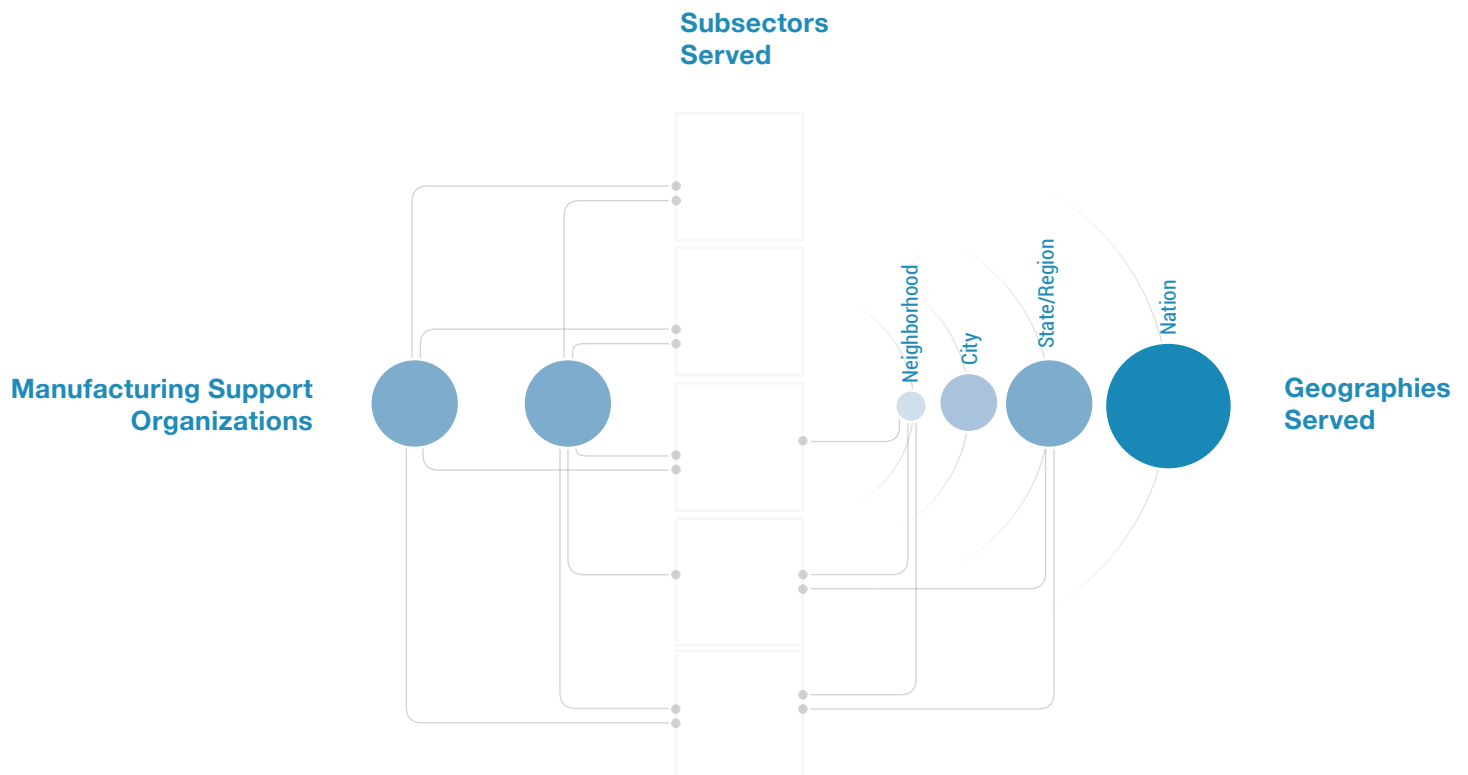 Subsectors
Served
Manufacturing Support
Organizations
Neighborhood
City
State/Region
Nation
Geographies
Served